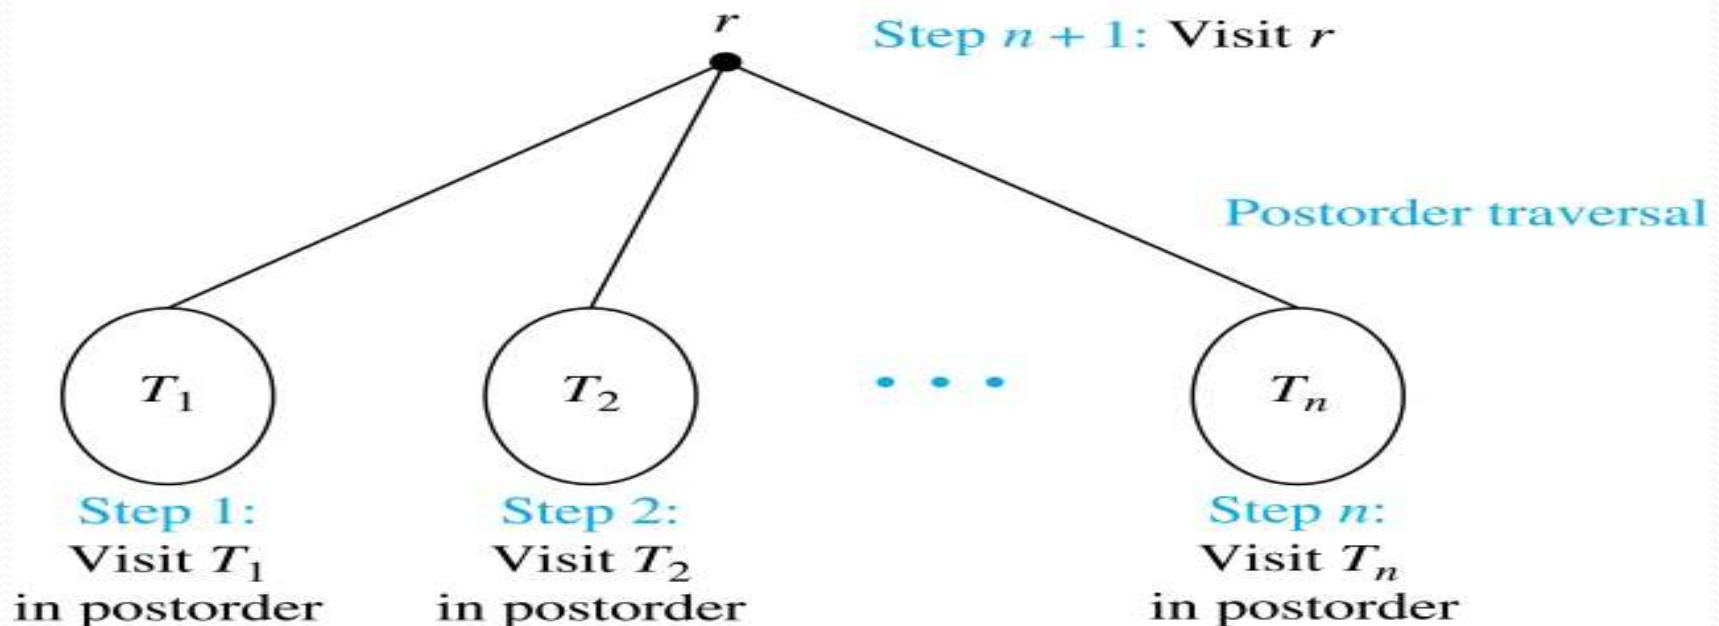 r
Step n + 1: Visit r
Postorder traversal
T₁
T₂
• • •
Tₙ
Step 1:
Visit T₁
in postorder
Step 2:
Visit T₂
in postorder
Step n:
Visit Tₙ
in postorder